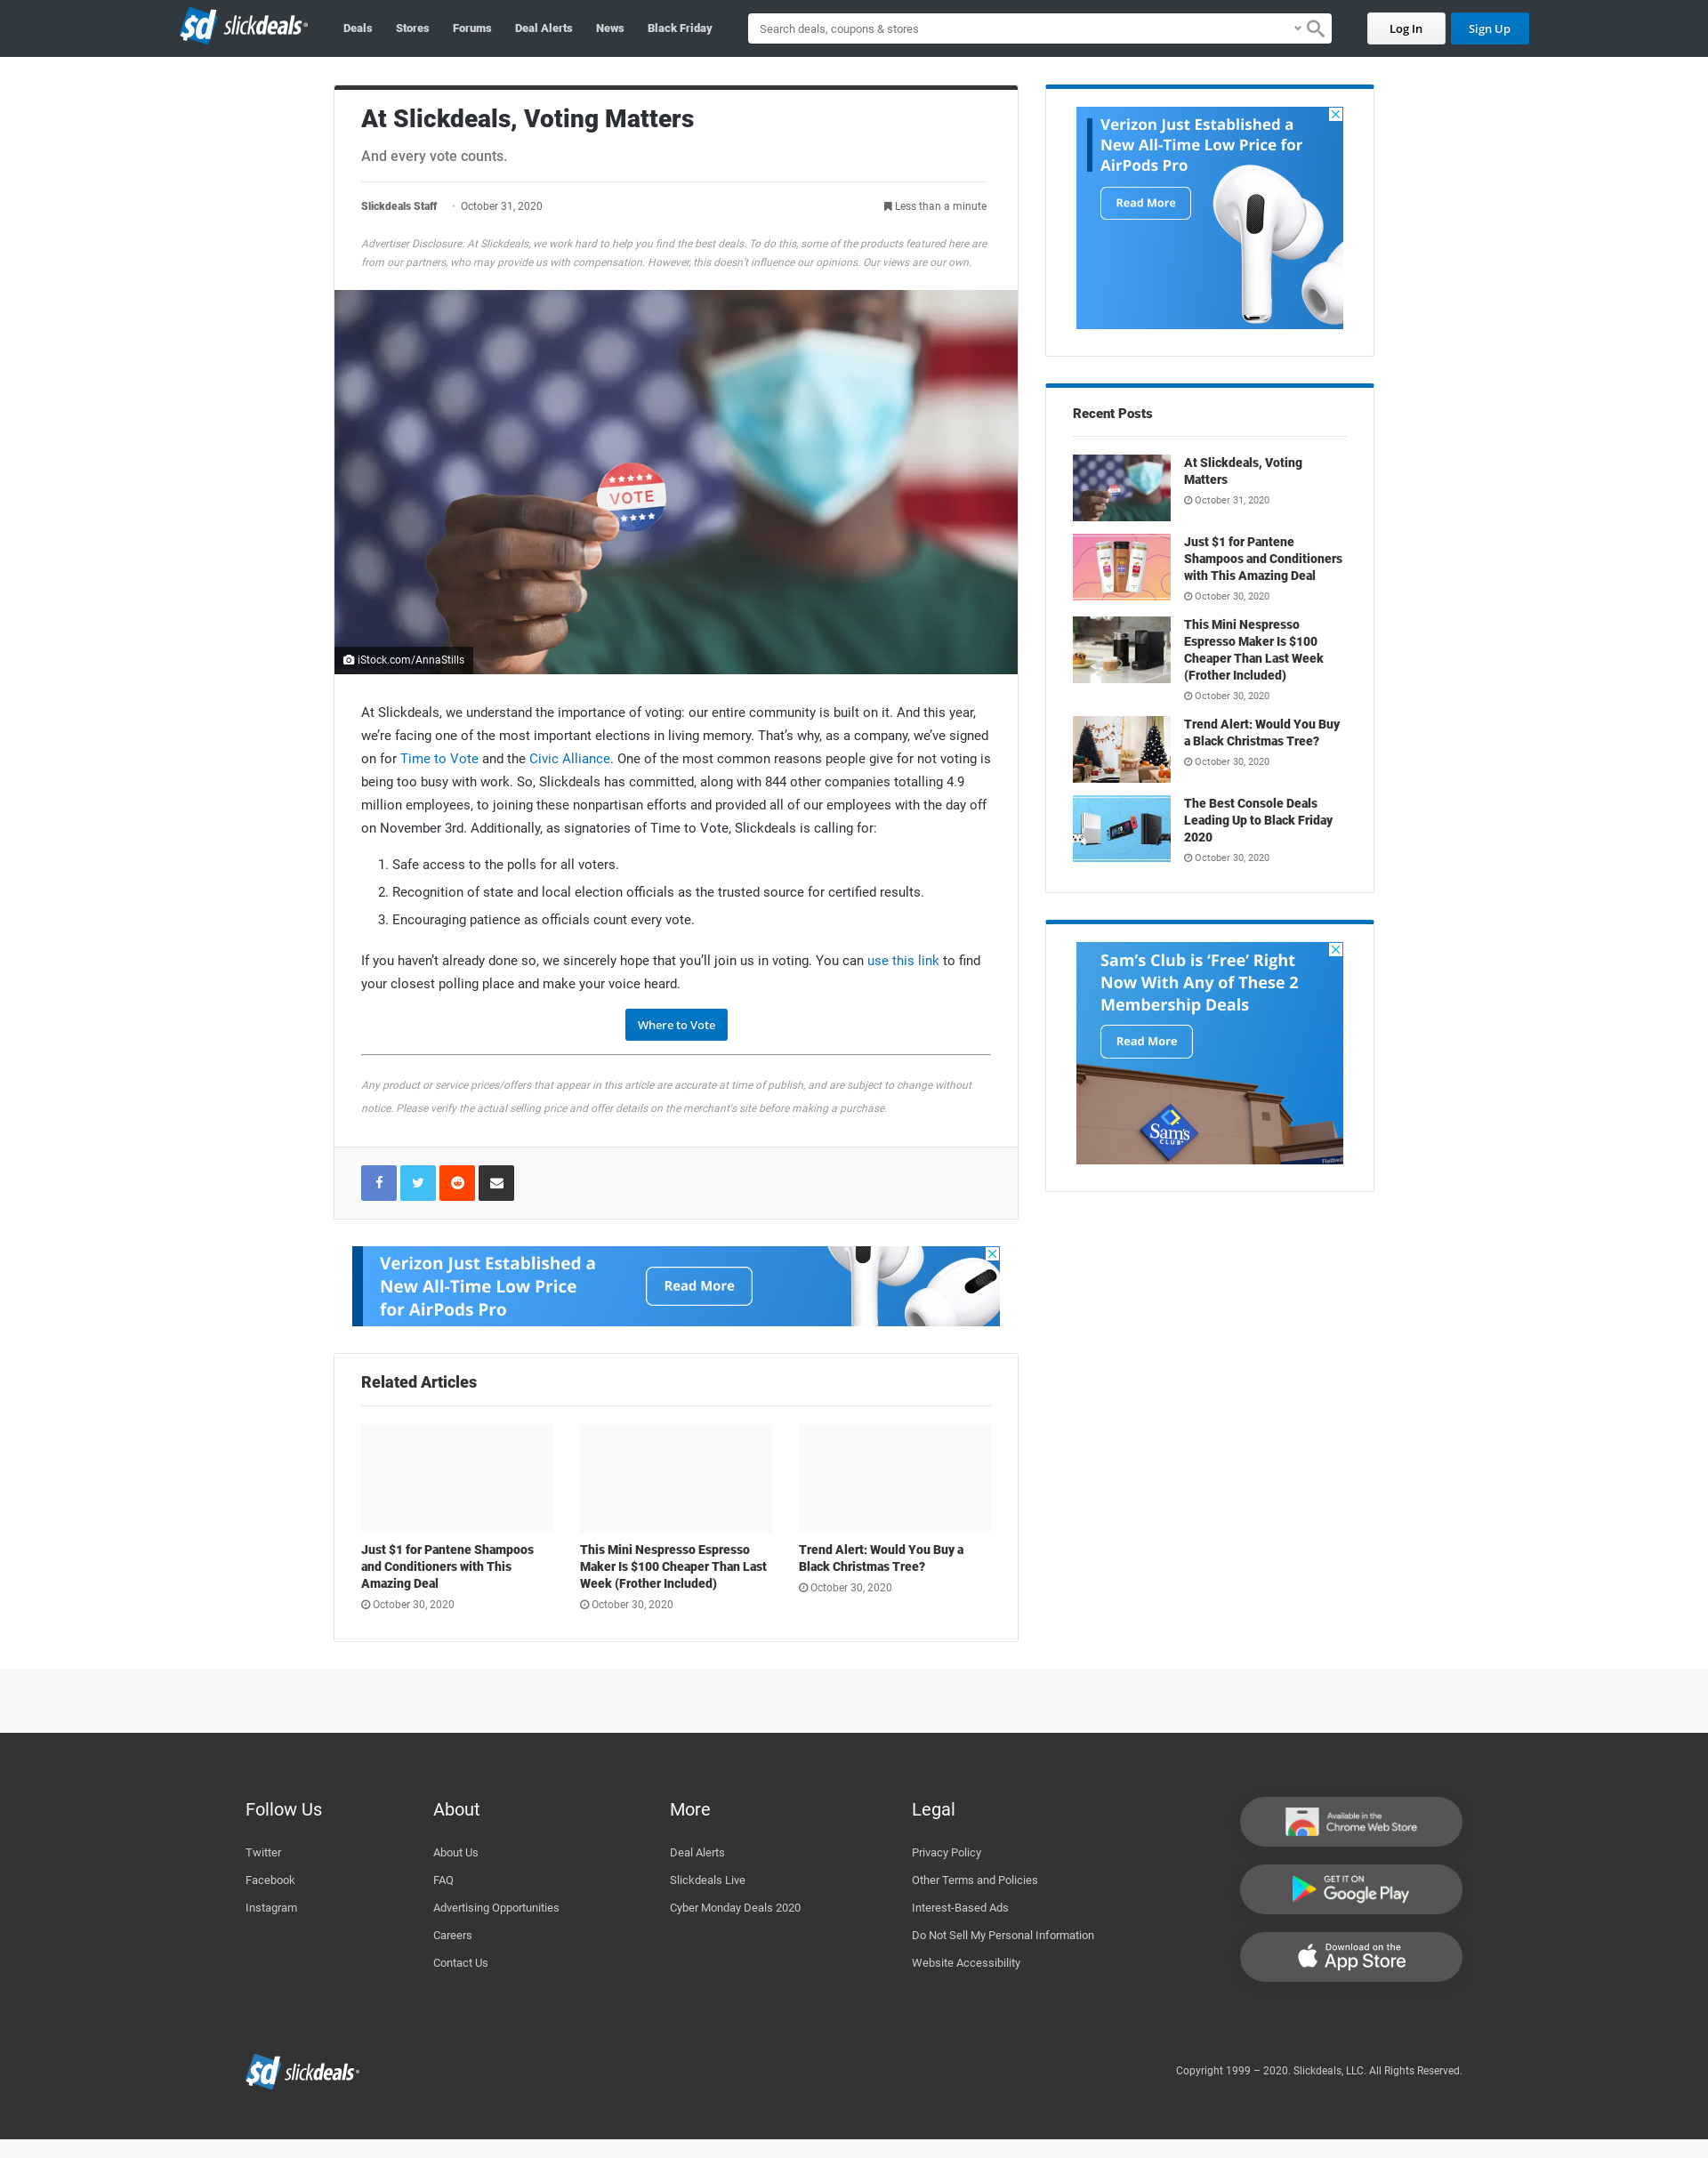 $d slickdeals®
Deals Stores Forums Deal Alerts News Black Friday
Search deals, coupons & stores
Log In
Sign Up
At Slickdeals, Voting Matters
And every vote counts.
Slickdeals Staff · October 31, 2020
Less than a minute
Advertiser Disclosure: At Slickdeals, we work hard to help you find the best deals. To do this, some of the products featured here are
from our partners, who may provide us with compensation. However, this doesn't influence our opinions. Our views are our own.
VOTE
iStock.com/AnnaStills
At Slickdeals, we understand the importance of voting: our entire community is built on it. And this year,
we're facing one of the most important elections in living memory. That's why, as a company, we've signed
on for Time to Vote and the Civic Alliance. One of the most common reasons people give for not voting is
being too busy with work. So, Slickdeals has committed, along with 844 other companies totalling 4.9
million employees, to joining these nonpartisan efforts and provided all of our employees with the day off
on November 3rd. Additionally, as signatories of Time to Vote, Slickdeals is calling for:
1. Safe access to the polls for all voters.
2. Recognition of state and local election officials as the trusted source for certified results.
3. Encouraging patience as officials count every vote.
If you haven't already done so, we sincerely hope that you'll join us in voting. You can use this link to find
your closest polling place and make your voice heard.
Where to Vote
Any product or service prices/offers that appear in this article are accurate at time of publish, and are subject to change without
notice. Please verify the actual selling price and offer details on the merchant's site before making a purchase.
Verizon Just Established a
New All-Time Low Price
for AirPods Pro
Read More
Related Articles
Just $1 for Pantene Shampoos
and Conditioners with This
Amazing Deal
October 30, 2020
This Mini Nespresso Espresso
Maker Is $100 Cheaper Than Last
Week (Frother Included)
October 30, 2020
Trend Alert: Would You Buy a
Black Christmas Tree?
October 30, 2020
Verizon Just Established a
New All-Time Low Price for
AirPods Pro
Read More
Recent Posts
At Slickdeals, Voting
Matters
October 31, 2020
Just $1 for Pantene
Shampoos and Conditioners
with This Amazing Deal
October 30, 2020
This Mini Nespresso
Espresso Maker Is $100
Cheaper Than Last Week
(Frother Included)
October 30, 2020
Trend Alert: Would You Buy
a Black Christmas Tree?
October 30, 2020
The Best Console Deals
Leading Up to Black Friday
2020
October 30, 2020
Sam's Club is 'Free' Right
Now With Any of These 2
Membership Deals
Read More
Sam's
CLUB
Follow Us
Twitter
Facebook
Instagram
About
About Us
FAQ
Advertising Opportunities
Careers
Contact Us
More
Deal Alerts
Slickdeals Live
Cyber Monday Deals 2020
Legal
Privacy Policy
Other Terms and Policies
Interest-Based Ads
Do Not Sell My Personal Information
Website Accessibility
Available in the
Chrome Web Store
GET IT ON
Google Play
Download on the
App Store
$d slickdeals
Copyright 1999 – 2020. Slickdeals, LLC. All Rights Reserved.